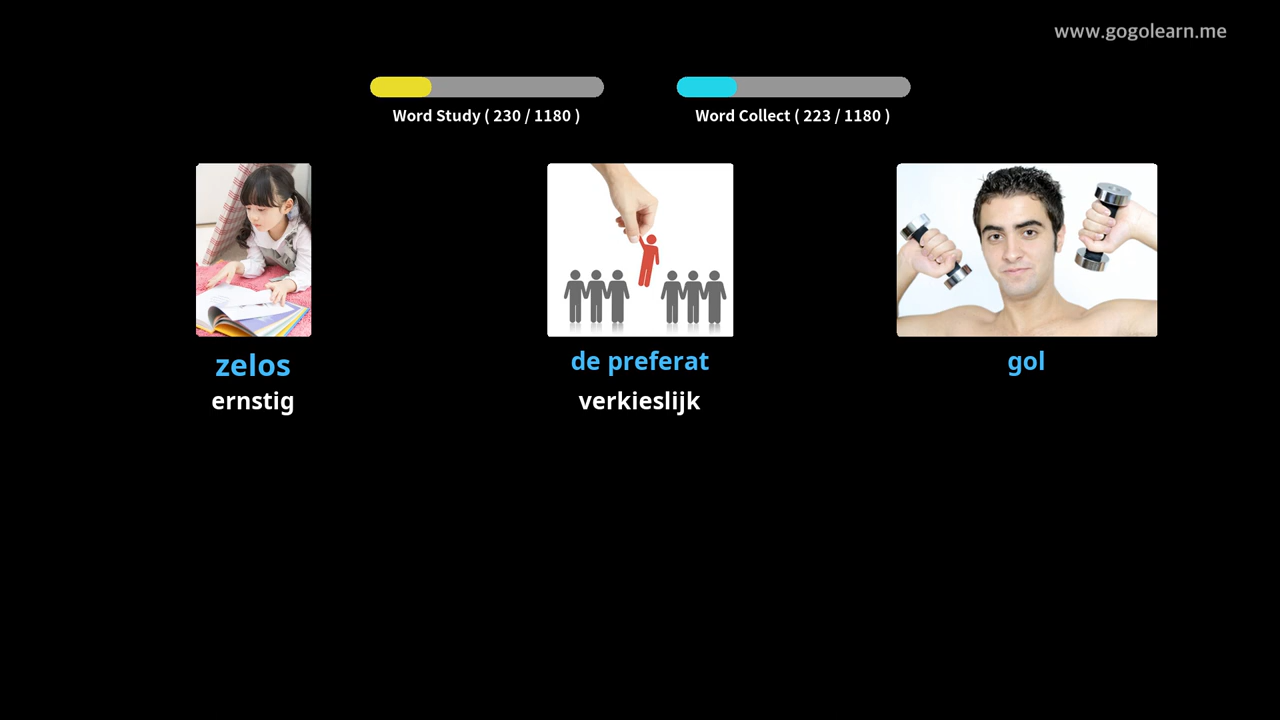 www.gogolearn.me
Word Study ( 230 / 1180 )
Word Collect ( 223 / 1180 )
zelos
ernstig
de preferat
verkieslijk
gol